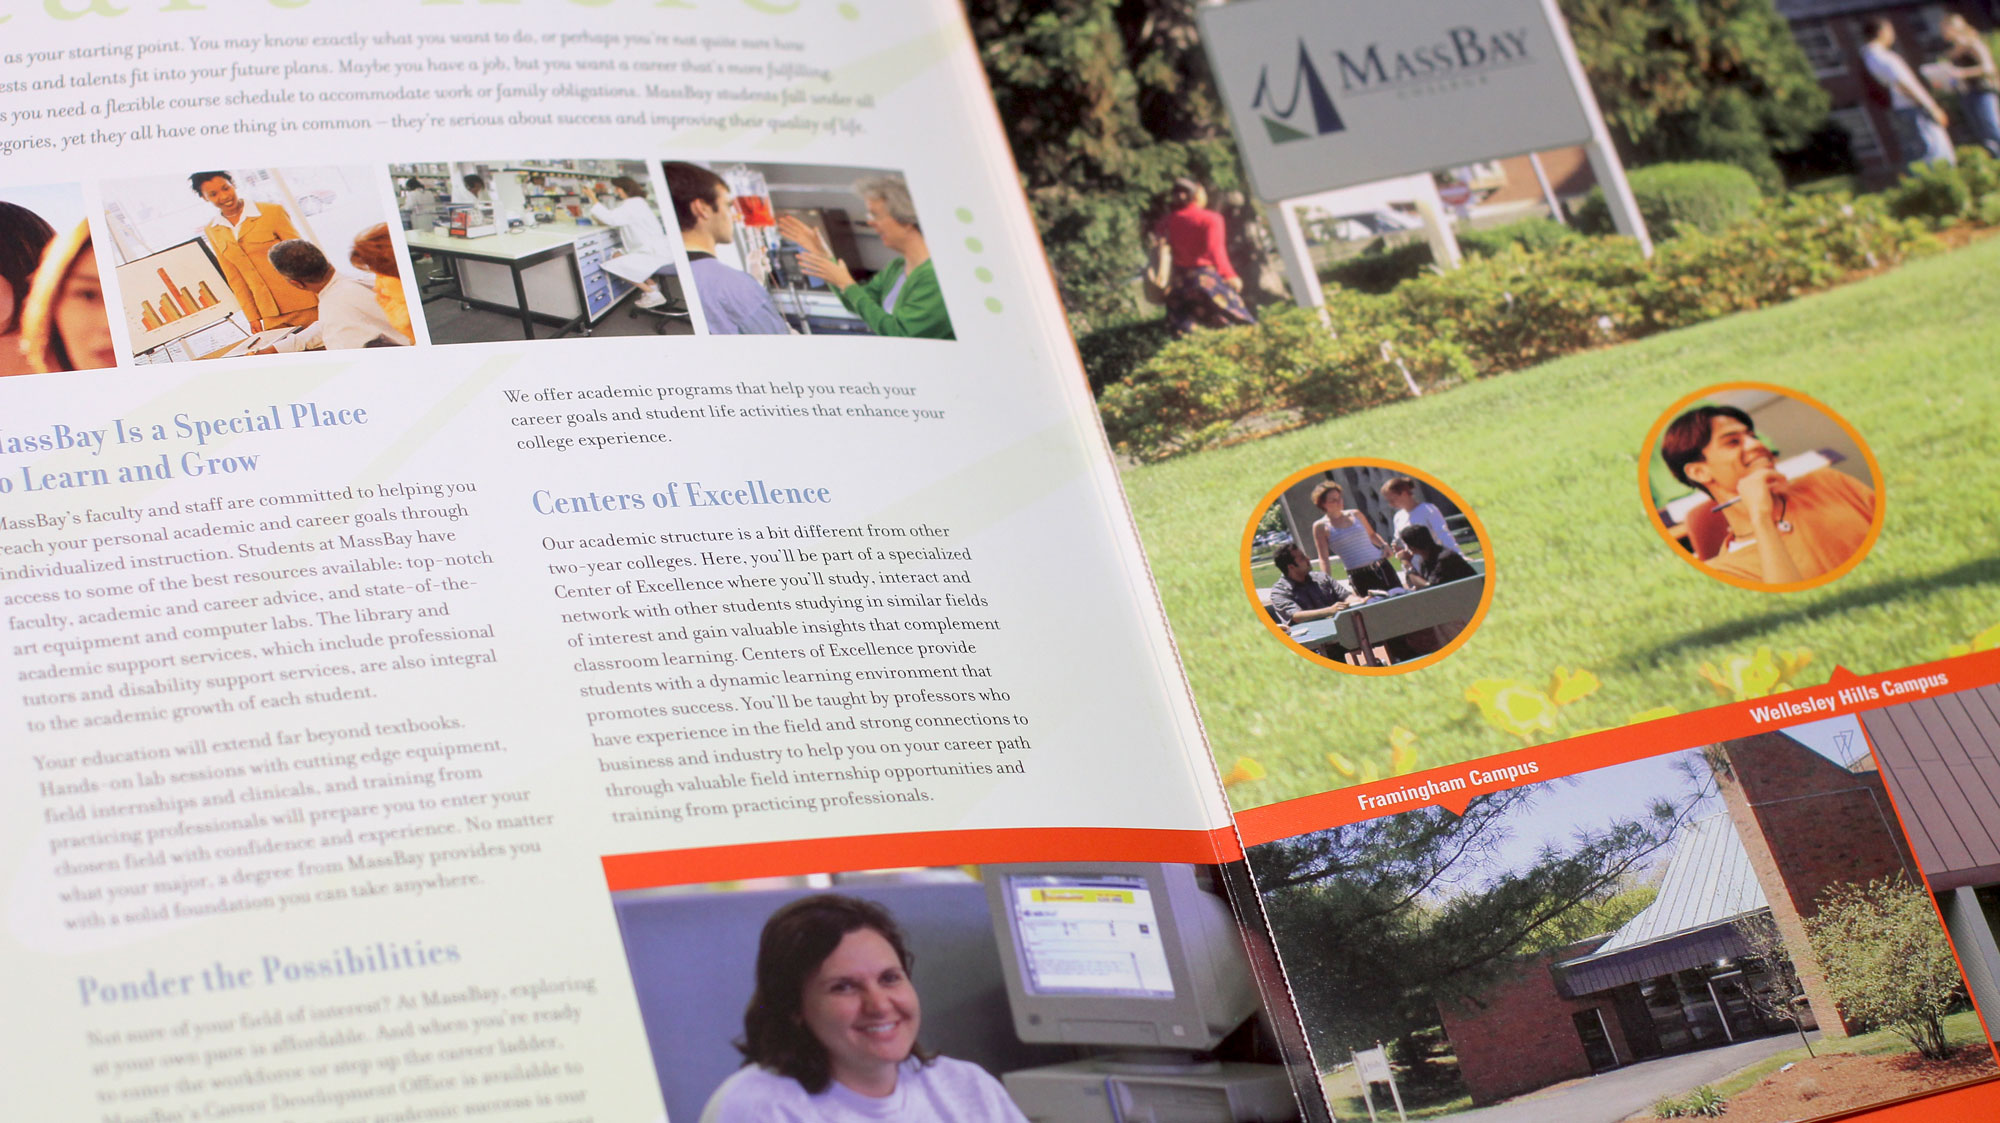 as your starting point. You may know exactly what you want to do, or perhaps you're not quite sure how
ests and talents fit into your future plans. Maybe you have a job, but you want a career that's more fulfilling.
s you need a flexible course schedule to accommodate work or family obligations. MassBay students fall under all
egories, yet they all have one thing in common – they're serious about success and improving their quality of life.
MassBay Is a Special Place
o Learn and Grow
MassBay's faculty and staff are committed to helping you
reach your personal academic and career goals through
individualized instruction. Students at MassBay have
access to some of the best resources available: top-notch
faculty, academic and career advice, and state-of-the-
art equipment and computer labs. The library and
academic support services, which include professional
tutors and disability support services, are also integral
to the academic growth of each student.
Your education will extend far beyond textbooks.
Hands-on lab sessions with cutting edge equipment,
field internships and clinicals, and training from
practicing professionals will prepare you to enter your
chosen field with confidence and experience. No matter
what your major, a degree from MassBay provides you
with a solid foundation you can take anywhere.
Ponder the Possibilities
Not sure of your field of interest? At MassBay, exploring
at your own pace is affordable. And when you're ready
to enter the workforce or step up the career ladder,
MassBay's Career Development Office is available to
academic success is our
We offer academic programs that help you reach your
career goals and student life activities that enhance your
college experience.
Centers of Excellence
Our academic structure is a bit different from other
two-year colleges. Here, you'll be part of a specialized
Center of Excellence where you'll study, interact and
network with other students studying in similar fields
of interest and gain valuable insights that complement
classroom learning. Centers of Excellence provide
students with a dynamic learning environment that
promotes success. You'll be taught by professors who
have experience in the field and strong connections to
business and industry to help you on your career path
through valuable field internship opportunities and
training from practicing professionals.
MASSBAY
COLLEGE
Framingham Campus
Wellesley Hills Campus